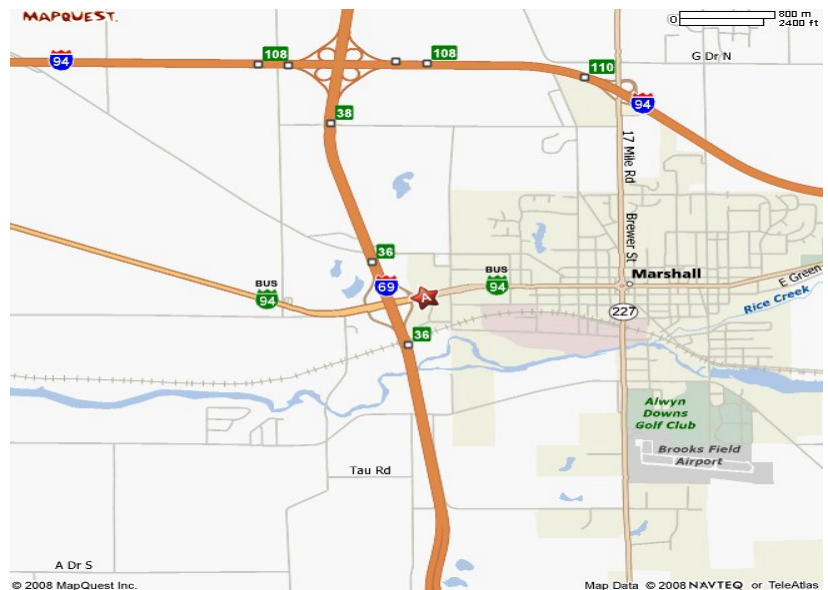 MAPQUEST.
0
800 m
2400 ft
G Dr N
94
108
108
110
94
38
17 Mile Rd
Brewer St
36
BUS
94
69
A
BUS
94
Marshall
E Green
Rice Creek
227
36
Alwyn
Downs
Golf Club
Brooks Field
Airport
Tau Rd
A Dr S
© 2008 MapQuest Inc.
Map Data © 2008 NAVTEQ or TeleAtlas